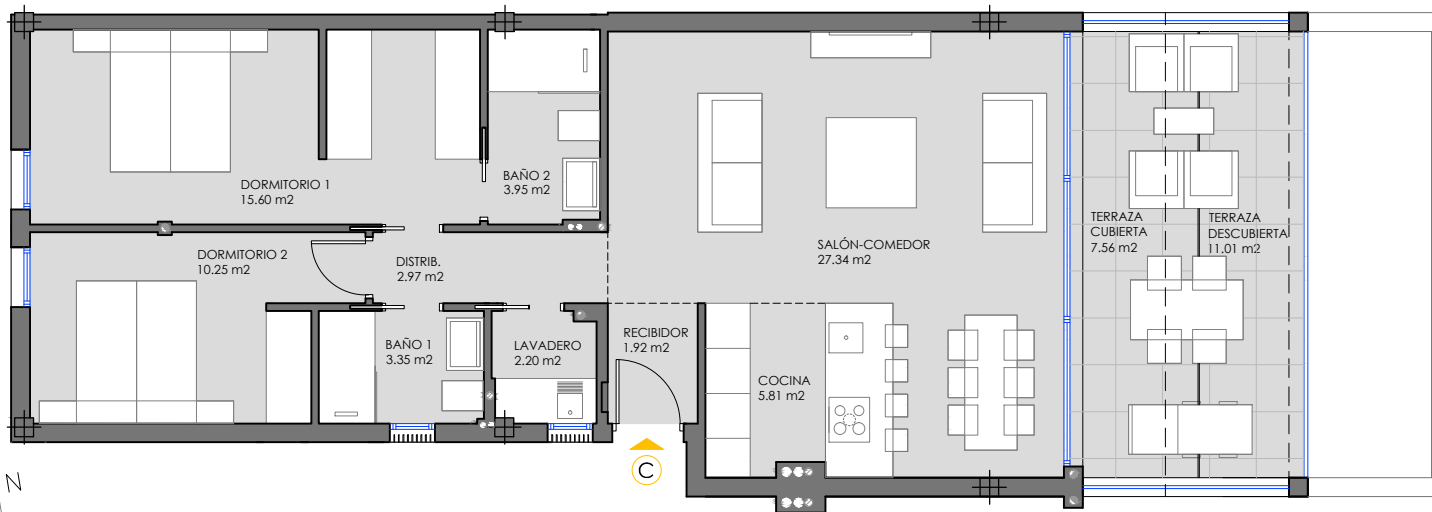 DORMITORIO 1
15.60 m2
BAÑO 2
3.95 m2
DORMITORIO 2
10.25 m2
DISTRIB.
2.97 m2
SALÓN-COMEDOR
27.34 m2
TERRAZA
CUBIERTA
7.56 m2
TERRAZA
DESCUBIERTA
11.01 m2
BAÑO 1
3.35 m2
LAVADERO
2.20 m2
RECIBIDOR
1.92 m2
COCINA
5.81 m2
C
N